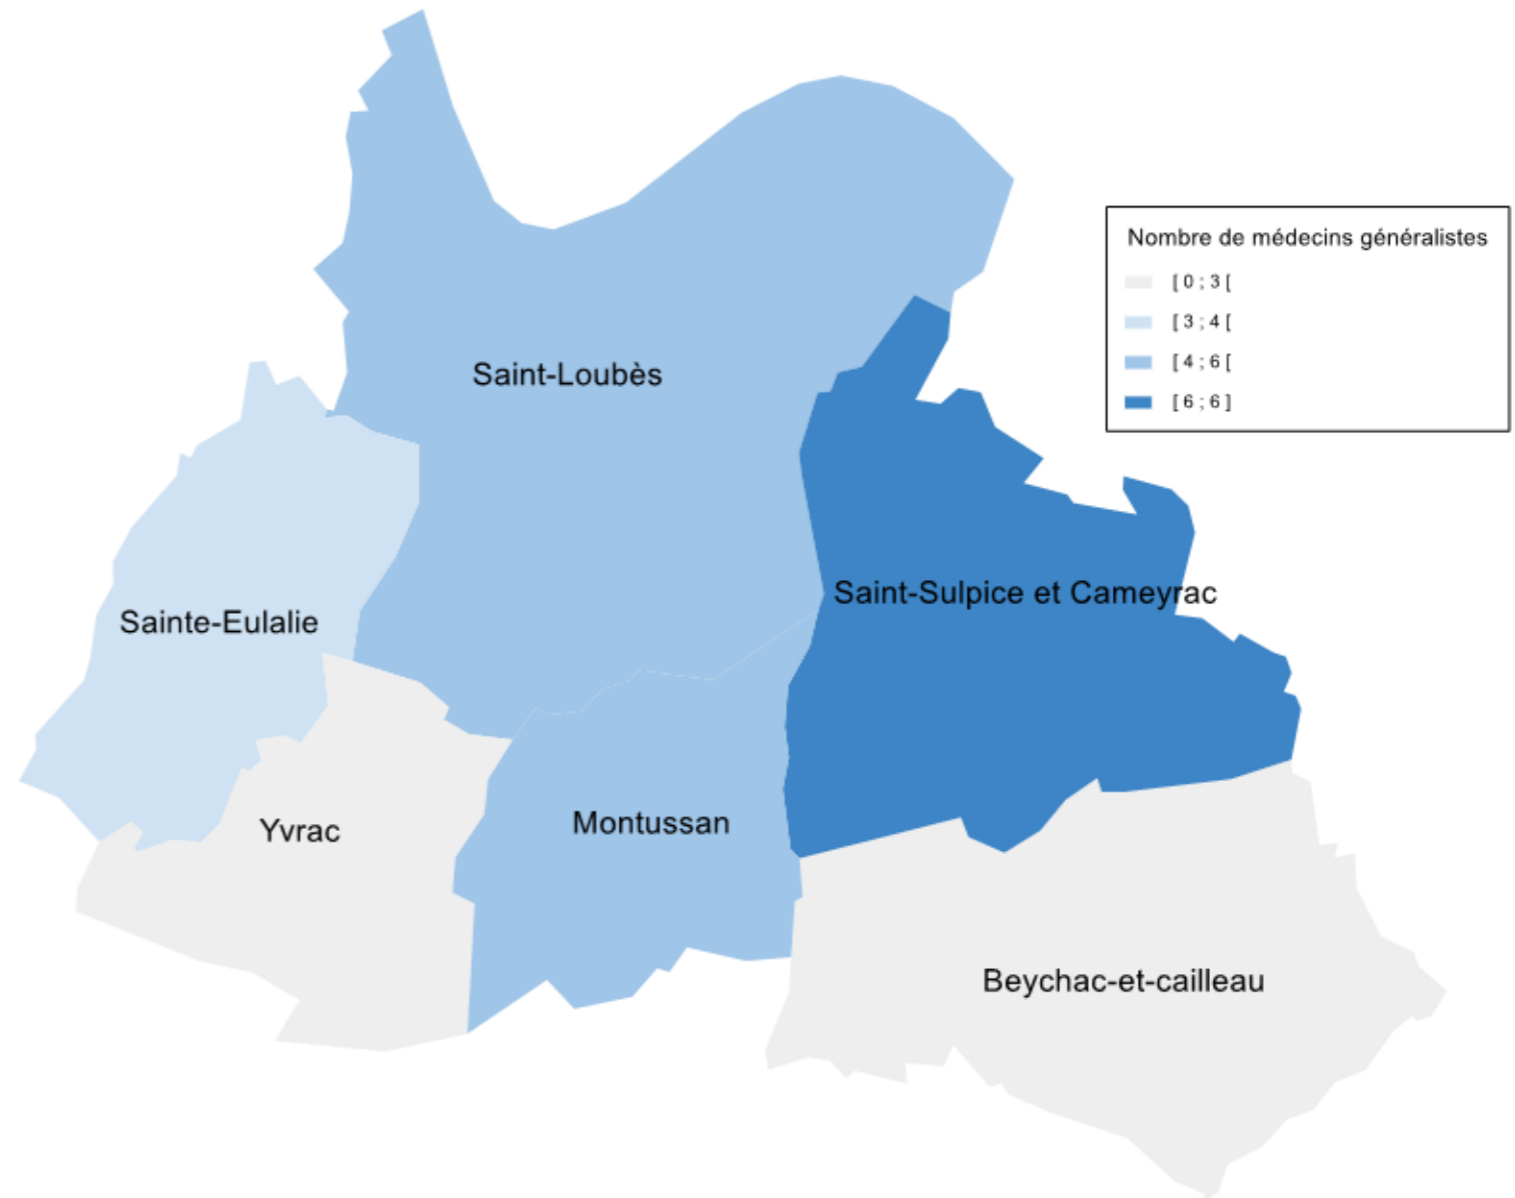 Nombre de médecins généralistes
[ 0 ; 3 [
[ 3 ; 4 [
[ 4 ; 6 [
[ 6 ; 6 ]
Saint-Loubès
Saint-Sulpice et Cameyrac
Sainte-Eulalie
Yvrac
Montussan
Beychac-et-cailleau